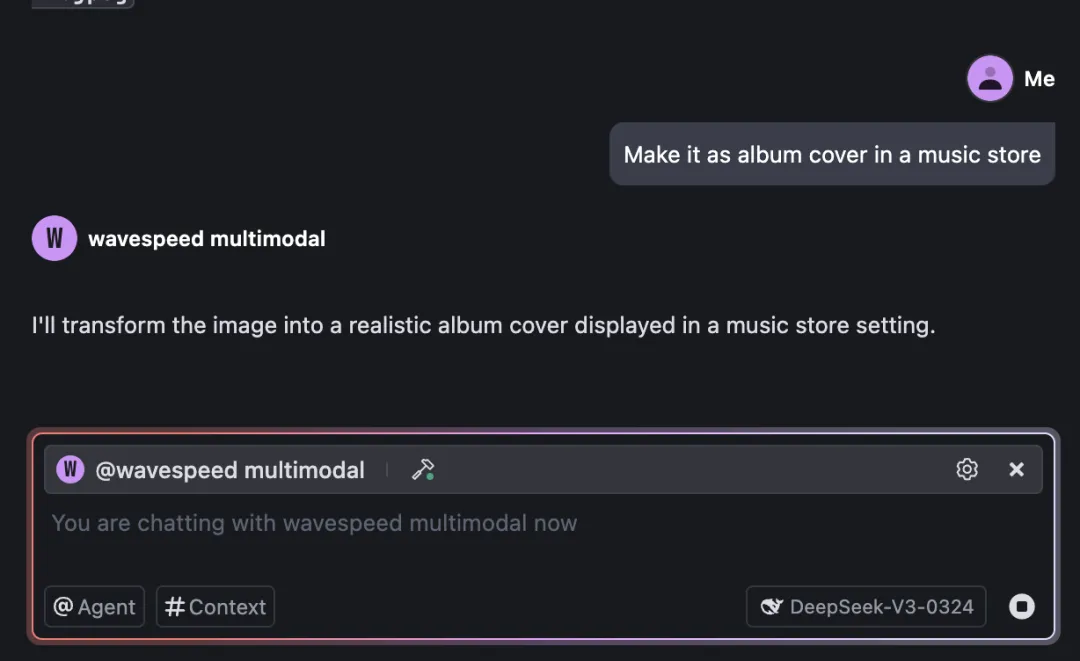 Me
Make it as album cover in a music store
W wavespeed multimodal
I'll transform the image into a realistic album cover displayed in a music store setting.
W @wavespeed multimodal
You are chatting with wavespeed multimodal now
@ Agent # Context DeepSeek-V3-0324